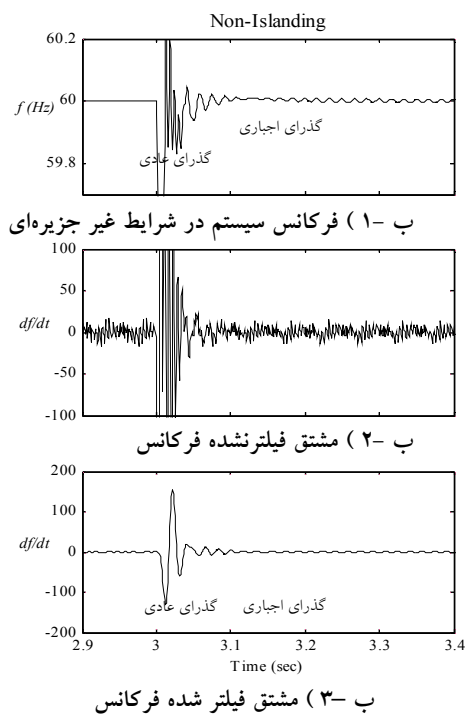 Non-Islanding
60.2
f (Hz)
60
گذرای اجباری
گذرای عادی
59.8
ب -۱ ) فرکانس سیستم در شرایط غیر جزیره‌ای
100
50
df/dt
0
-50
-100
ب -۲ ) مشتق فیلترنشده فرکانس
200
100
df/dt
0
-100
گذرای عادی گذرای اجباری
-200
2.9 3 3.1 3.2 3.3 3.4
Time (sec)
ب -۳ ) مشتق فیلتر شده فرکانس